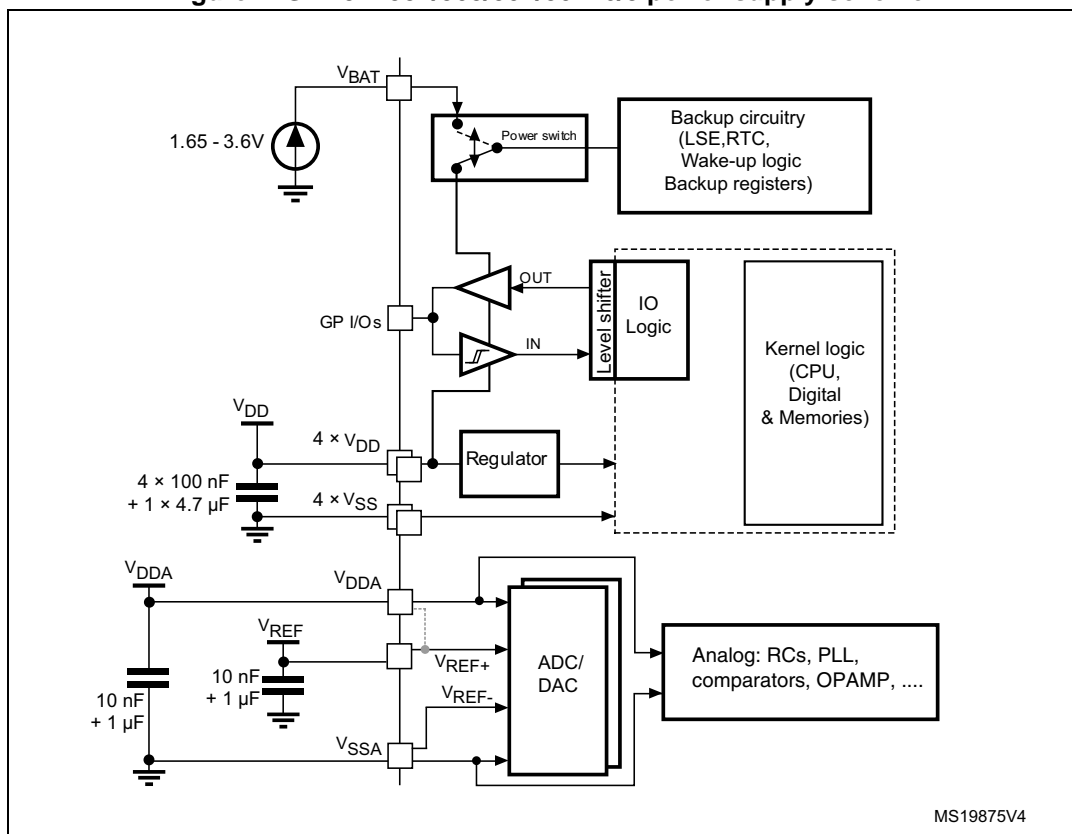 power supply scheme
VBAT
1.65 - 3.6V
Power switch
Backup circuitry
(LSE,RTC,
Wake-up logic
Backup registers)
OUT
GP I/Os
IN
Level shifter
IO
Logic
Kernel logic
(CPU,
Digital
& Memories)
VDD
4 × VDD
Regulator
4 × 100 nF
+ 1 × 4.7 µF
4 × VSS
VDDA
VDDA
VREF
10 nF
+ 1 µF
VREF+
ADC/
DAC
Analog: RCs, PLL,
comparators, OPAMP, ....
10 nF
+ 1 µF
VREF-
VSSA
MS19875V4